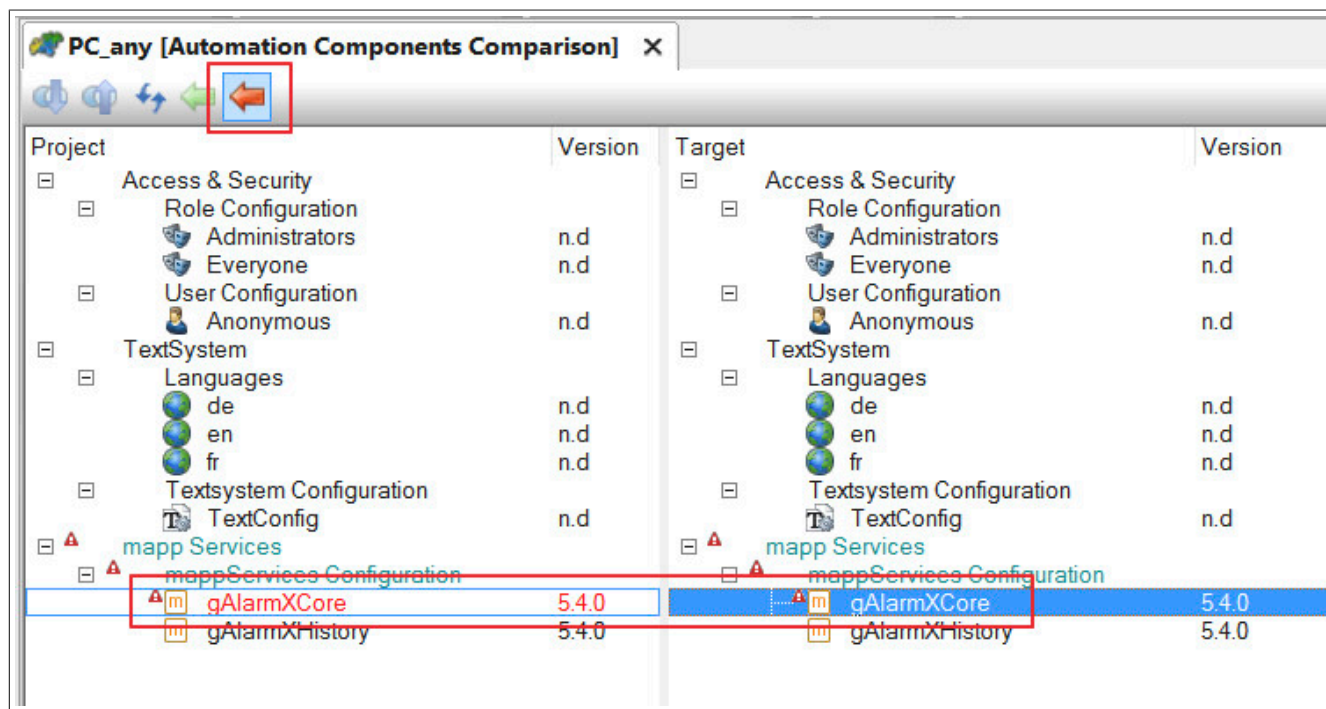 PC_any [Automation Components Comparison] X
Project Version Target Version
Access & Security Access & Security
Role Configuration Role Configuration
Administrators n.d Administrators n.d
Everyone n.d Everyone n.d
User Configuration User Configuration
Anonymous n.d Anonymous n.d
TextSystem TextSystem
Languages Languages
de n.d de n.d
en n.d en n.d
fr n.d fr n.d
Textsystem Configuration Textsystem Configuration
TextConfig n.d TextConfig n.d
mapp Services mapp Services
mappServices Configuration mappServices Configuration
gAlarmXCore 5.4.0 gAlarmXCore 5.4.0
gAlarmXHistory 5.4.0 gAlarmXHistory 5.4.0